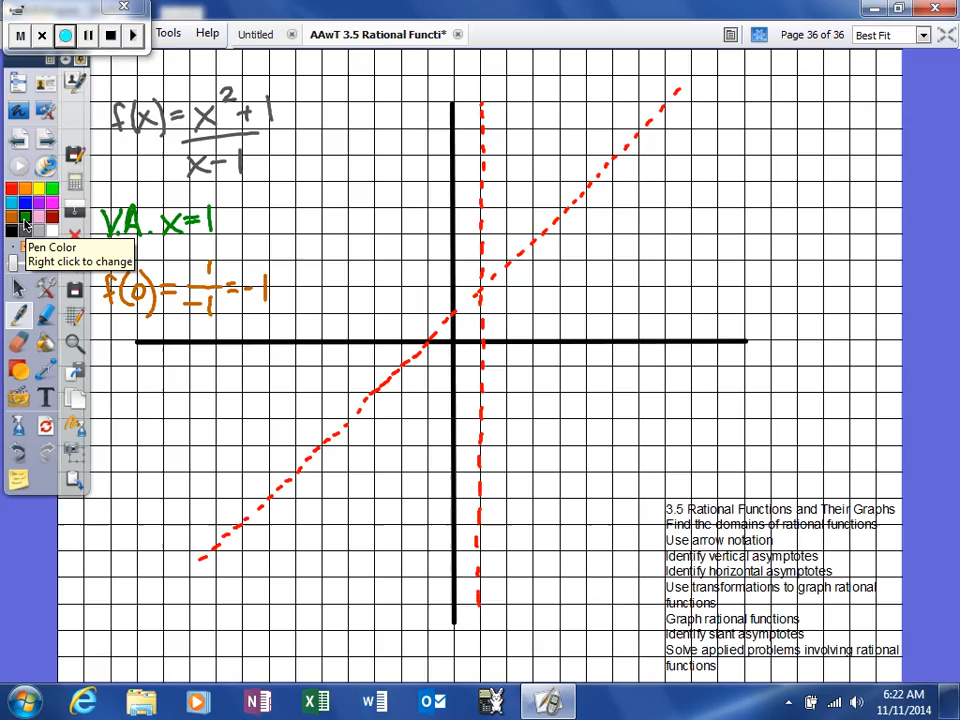 M
Tools Help Untitled AAwT 3.5 Rational Functi* Page 36 of 36 Best Fit
f(x) = x² + 1
x - 1
V.A. x = 1
Pen Color
Right click to change
f(0) = 1/-1 = -1
3.5 Rational Functions and Their Graphs
Find the domains of rational functions
Use arrow notation
Identify vertical asymptotes
Identify horizontal asymptotes
Use transformations to graph rational
functions
Graph rational functions
Identify slant asymptotes
Solve applied problems involving rational
functions
6:22 AM
11/11/2014